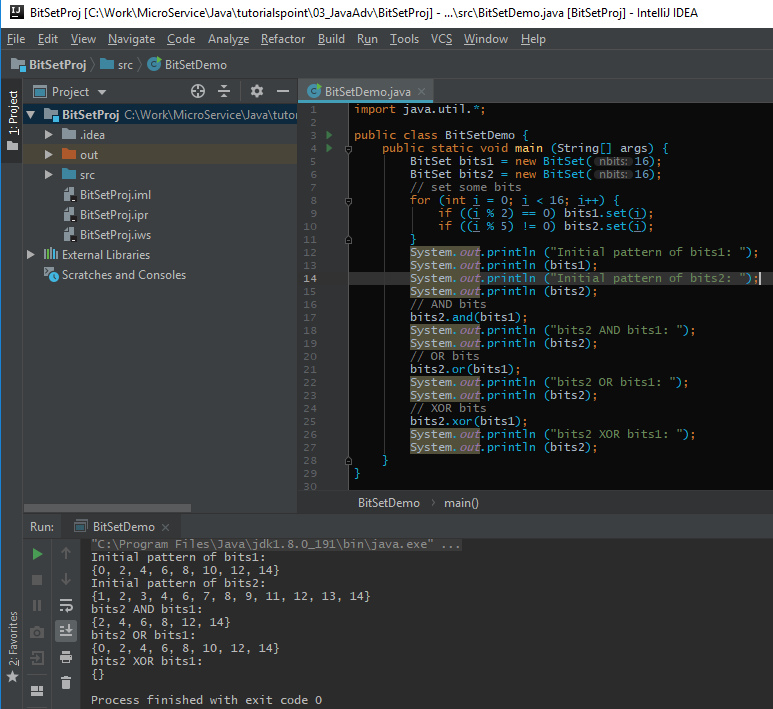 BitSetProj [C:\Work\MicroService\Java\tutorialspoint\03_JavaAdv\BitSetProj] - ...\src\BitSetDemo.java [BitSetProj] - IntelliJ IDEA
File Edit View Navigate Code Analyze Refactor Build Run Tools VCS Window Help
BitSetProj src BitSetDemo
1: Project
Project
BitSetProj C:\Work\MicroService\Java\tutor
.idea
out
src
BitSetProj.iml
BitSetProj.ipr
BitSetProj.iws
External Libraries
Scratches and Consoles
BitSetDemo.java
1 import java.util.*;
2
3 public class BitSetDemo {
4 public static void main (String[] args) {
5 BitSet bits1 = new BitSet( nbits: 16);
6 BitSet bits2 = new BitSet( nbits: 16);
7 // set some bits
8 for (int i = 0; i < 16; i++) {
9 if ((i % 2) == 0) bits1.set(i);
10 if ((i % 5) != 0) bits2.set(i);
11 }
12 System.out.println ("Initial pattern of bits1: ");
13 System.out.println (bits1);
14 System.out.println ("Initial pattern of bits2: ");
15 System.out.println (bits2);
16 // AND bits
17 bits2.and(bits1);
18 System.out.println ("bits2 AND bits1: ");
19 System.out.println (bits2);
20 // OR bits
21 bits2.or(bits1);
22 System.out.println ("bits2 OR bits1: ");
23 System.out.println (bits2);
24 // XOR bits
25 bits2.xor(bits1);
26 System.out.println ("bits2 XOR bits1: ");
27 System.out.println (bits2);
28 }
29 }
30
BitSetDemo main()
Run: BitSetDemo
"C:\Program Files\Java\jdk1.8.0_191\bin\java.exe" ...
Initial pattern of bits1:
{0, 2, 4, 6, 8, 10, 12, 14}
Initial pattern of bits2:
{1, 2, 3, 4, 6, 7, 8, 9, 11, 12, 13, 14}
bits2 AND bits1:
{2, 4, 6, 8, 12, 14}
bits2 OR bits1:
{0, 2, 4, 6, 8, 10, 12, 14}
bits2 XOR bits1:
{}
Process finished with exit code 0
2: Favorites